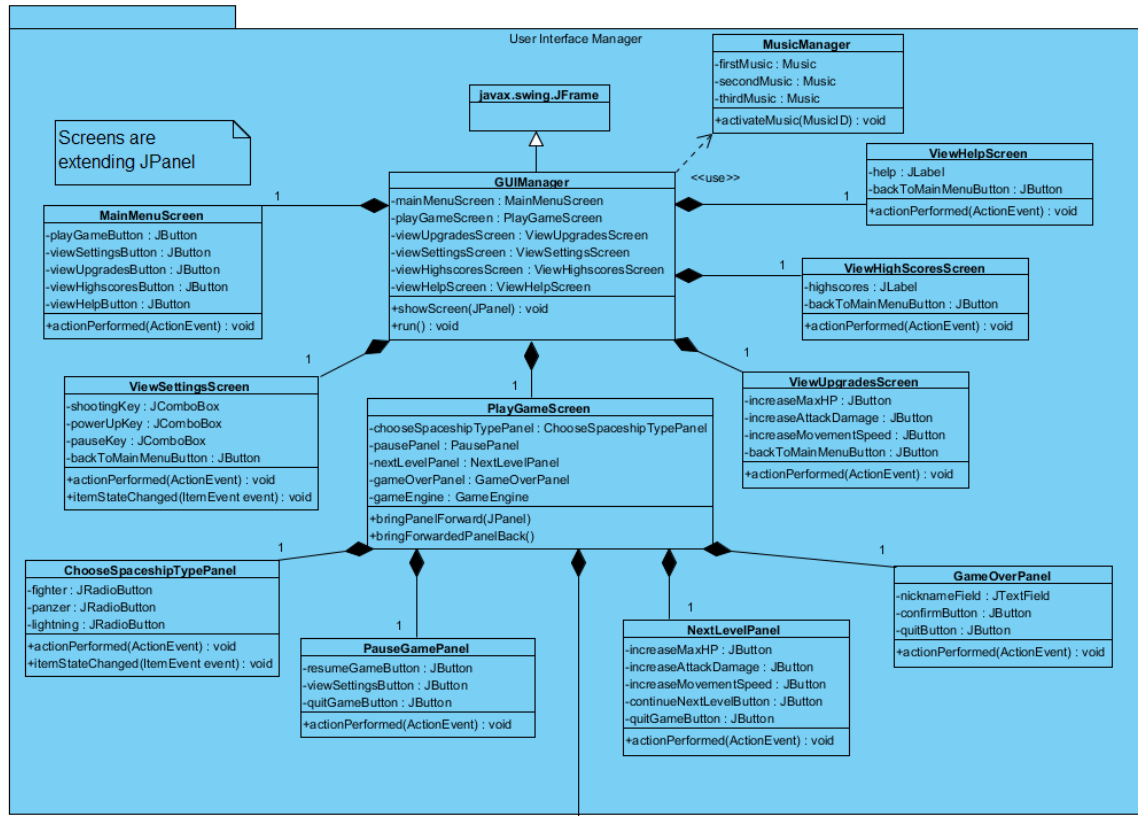 User Interface Manager
MusicManager
-firstMusic : Music
-secondMusic : Music
-thirdMusic : Music
+activateMusic(MusicID) : void
javax.swing.JFrame
Screens are
extending JPanel
<<use>>
ViewHelpScreen
-help : JLabel
-backToMainMenuButton : JButton
+actionPerformed(ActionEvent) : void
1
GUIManager
-mainMenuScreen : MainMenuScreen
-playGameScreen : PlayGameScreen
-viewUpgradesScreen : ViewUpgradesScreen
-viewSettingsScreen : ViewSettingsScreen
-viewHighscoresScreen : ViewHighscoresScreen
-viewHelpScreen : ViewHelpScreen
+showScreen(JPanel) : void
+run() : void
1
MainMenuScreen
-playGameButton : JButton
-viewSettingsButton : JButton
-viewUpgradesButton : JButton
-viewHighscoresButton : JButton
-viewHelpButton : JButton
+actionPerformed(ActionEvent) : void
1
ViewHighScoresScreen
-highscores : JLabel
-backToMainMenuButton : JButton
+actionPerformed(ActionEvent) : void
1
ViewSettingsScreen
-shootingKey : JComboBox
-powerUpKey : JComboBox
-pauseKey : JComboBox
-backToMainMenuButton : JButton
+actionPerformed(ActionEvent) : void
+itemStateChanged(ItemEvent event) : void
1
PlayGameScreen
-chooseSpaceshipTypePanel : ChooseSpaceshipTypePanel
-pausePanel : PausePanel
-nextLevelPanel : NextLevelPanel
-gameOverPanel : GameOverPanel
-gameEngine : GameEngine
+bringPanelForward(JPanel)
+bringForwardedPanelBack()
1
ViewUpgradesScreen
-increaseMaxHP : JButton
-increaseAttackDamage : JButton
-increaseMovementSpeed : JButton
-backToMainMenuButton : JButton
+actionPerformed(ActionEvent) : void
1
ChooseSpaceshipTypePanel
-fighter : JRadioButton
-panzer : JRadioButton
-lightning : JRadioButton
+actionPerformed(ActionEvent) : void
+itemStateChanged(ItemEvent event) : void
1
PauseGamePanel
-resumeGameButton : JButton
-viewSettingsButton : JButton
-quitGameButton : JButton
+actionPerformed(ActionEvent) : void
1
NextLevelPanel
-increaseMaxHP : JButton
-increaseAttackDamage : JButton
-increaseMovementSpeed : JButton
-continueNextLevelButton : JButton
-quitGameButton : JButton
+actionPerformed(ActionEvent) : void
1
GameOverPanel
-nicknameField : JTextField
-confirmButton : JButton
-quitButton : JButton
+actionPerformed(ActionEvent) : void